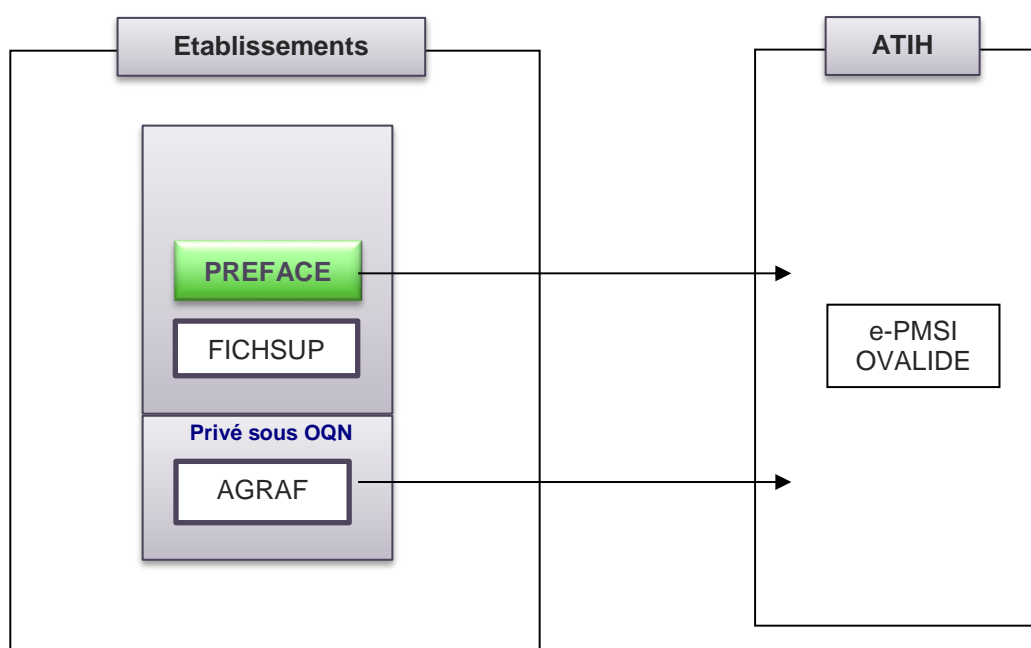 Etablissements
ATIH
PREFACE
FICHSUP
e-PMSI
OVALIDE
Privé sous OQN
AGRAF